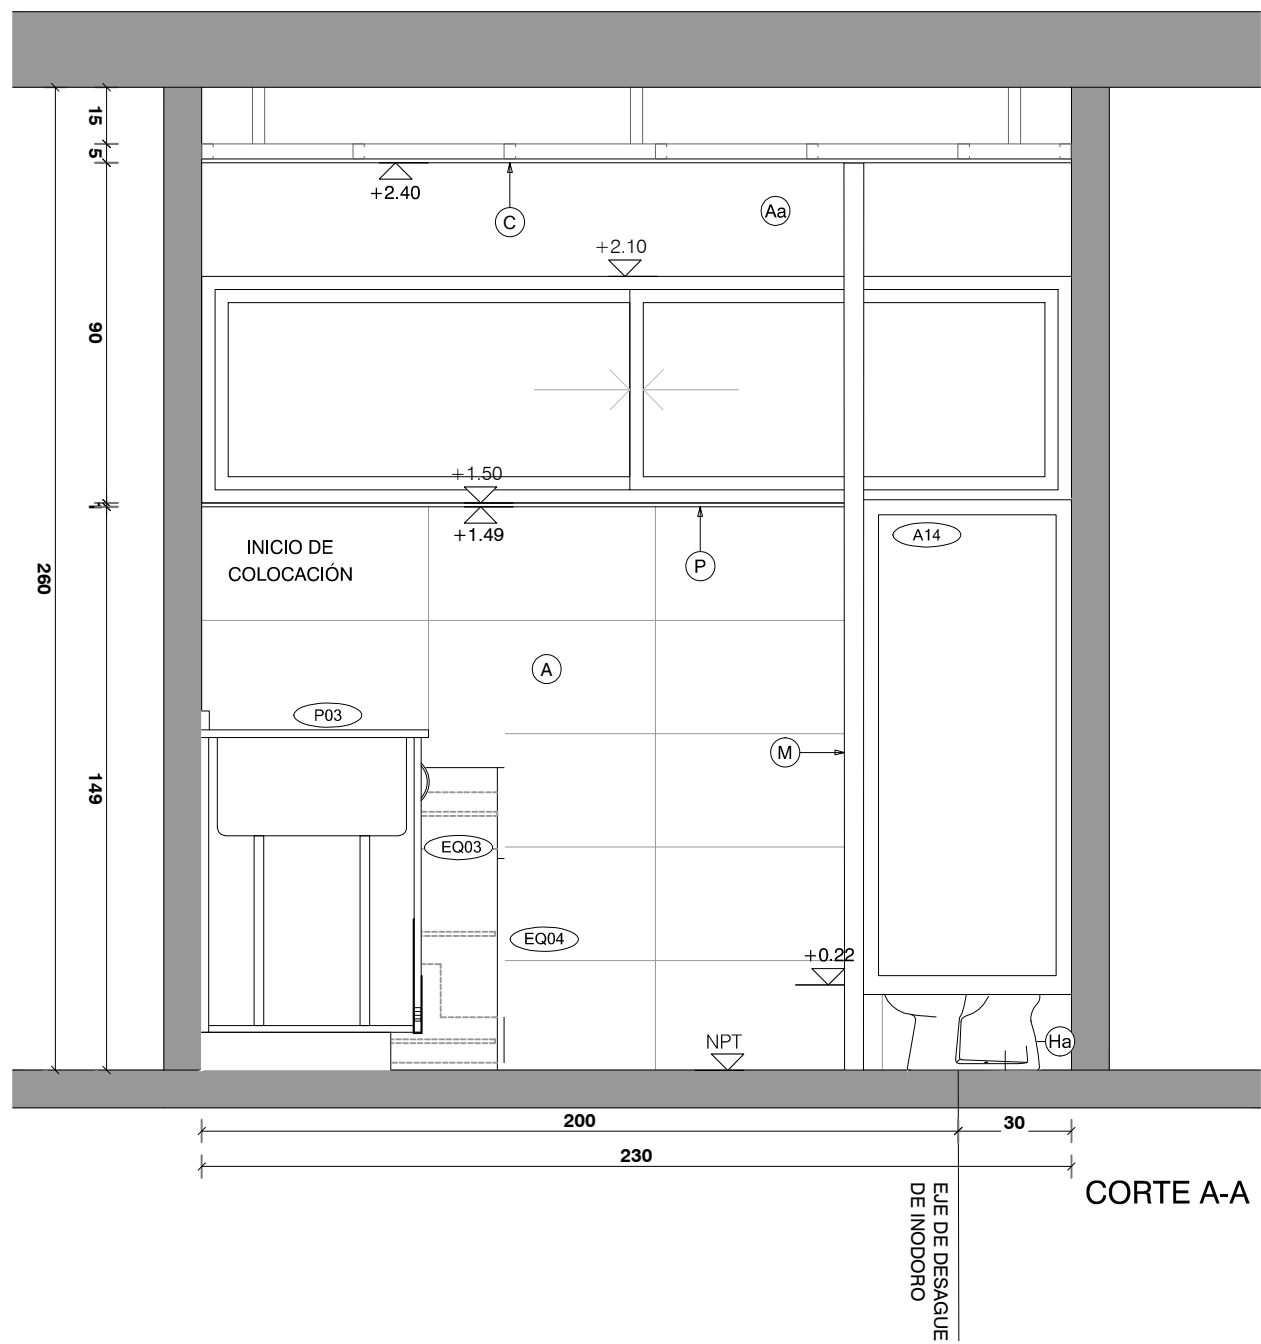 15
5
+2.40
C
Aa
+2.10
90
+1.50
1
+1.49
INICIO DE
COLOCACIÓN
P
A14
260
A
P03
M
149
EQ03
EQ04
+0.22
NPT
Ha
200
30
230
CORTE A-A
EJE DE DESAGUE
DE INODORO